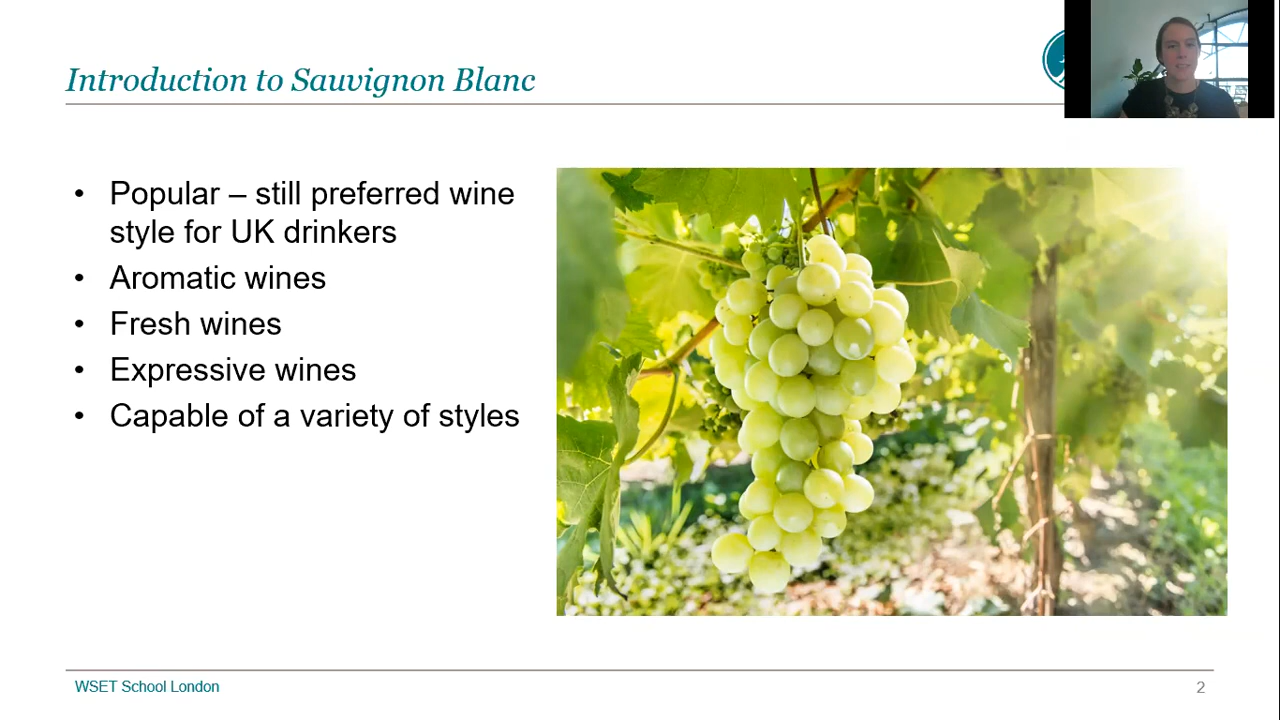 Introduction to Sauvignon Blanc
• Popular – still preferred wine
style for UK drinkers
• Aromatic wines
• Fresh wines
• Expressive wines
• Capable of a variety of styles
WSET School London
2